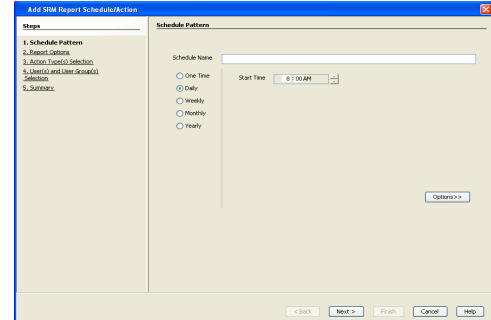 Add SRM Report Schedule/Action
Steps
1. Schedule Pattern
2. Report Options
3. Action Type(s) Selection
4. User(s) and User Group(s)
Selection
5. Summary
Schedule Pattern
Schedule Name
One Time
Start Time 8 : 00 AM
Daily
Weekly
Monthly
Yearly
Options>>
< Back Next > Finish Cancel Help